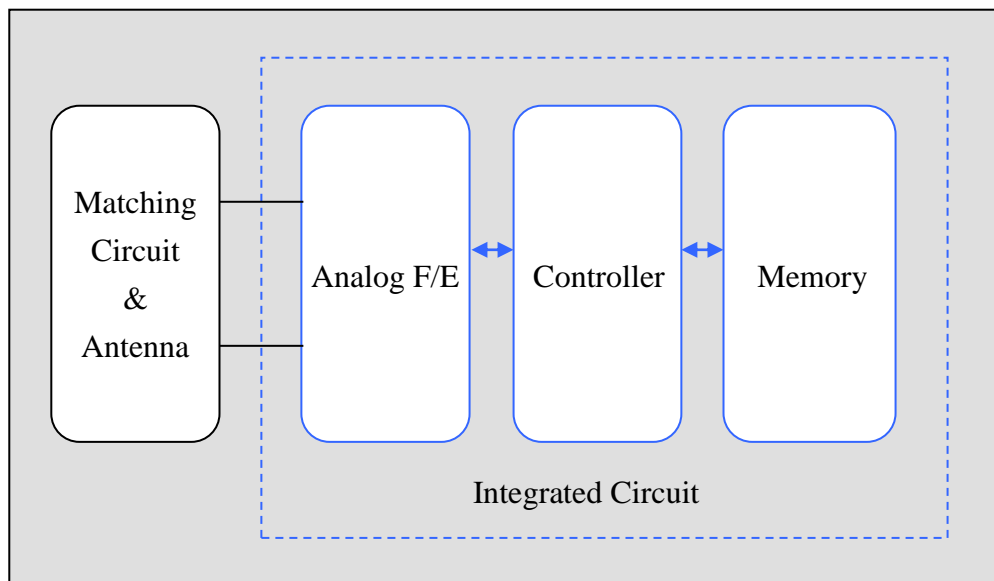 Matching
Circuit
&
Antenna
Analog F/E
Controller
Memory
Integrated Circuit